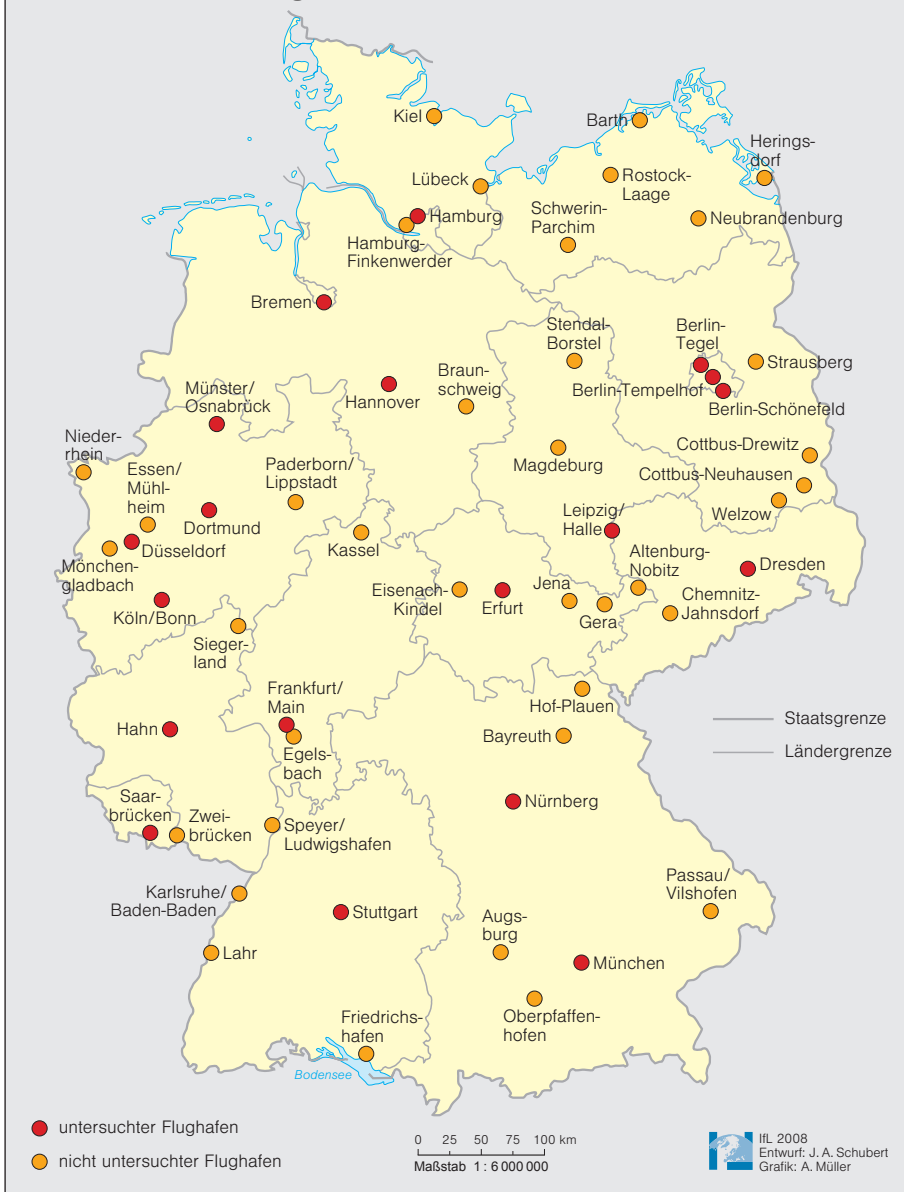 Kiel
Barth
Herings-
dorf
Lübeck
Rostock-
Laage
Hamburg
Schwerin-
Parchim
Neubrandenburg
Hamburg-
Finkenwerder
Bremen
Stendal-
Borstel
Berlin-
Tegel
Strausberg
Münster/
Osnabrück
Hannover
Braun-
schweig
Berlin-Tempelhof
Berlin-Schönefeld
Nieder-
rhein
Essen/
Mühl-
heim
Paderborn/
Lippstadt
Magdeburg
Cottbus-Drewitz
Cottbus-Neuhausen
Welzow
Dortmund
Leipzig/
Halle
Düsseldorf
Kassel
Mönchen-
gladbach
Altenburg-
Nobitz
Dresden
Eisenach-
Kindel
Erfurt
Jena
Gera
Chemnitz-
Jahnsdorf
Köln/Bonn
Sieger-
land
Frankfurt/
Main
Hof-Plauen
Staatsgrenze
Hahn
Egels-
bach
Bayreuth
Ländergrenze
Saar-
brücken
Zwei-
brücken
Speyer/
Ludwigshafen
Nürnberg
Karlsruhe/
Baden-Baden
Stuttgart
Passau/
Vilshofen
Augs-
burg
Lahr
München
Oberpfaffen-
hofen
Friedrichs-
hafen
Bodensee
untersuchter Flughafen
nicht untersuchter Flughafen
0 25 50 75 100 km
Maßstab 1 : 6 000 000
IfL 2008
Entwurf: J. A. Schubert
Grafik: A. Müller